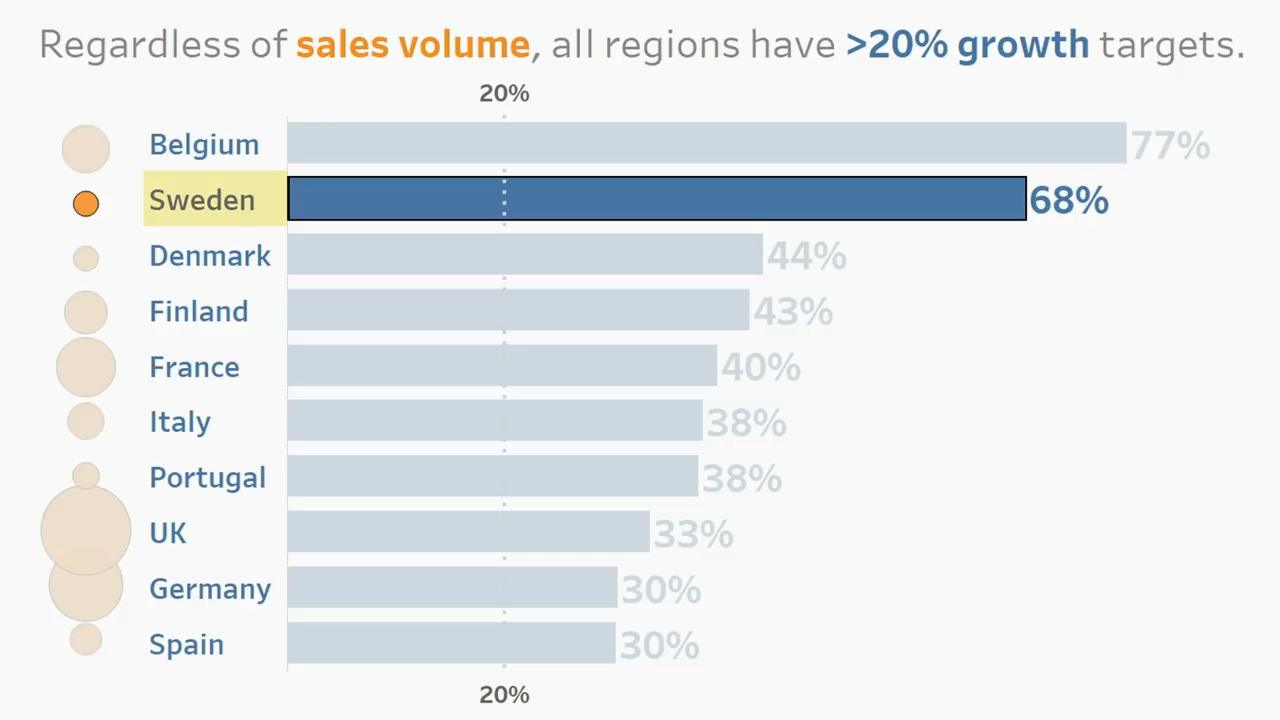 Regardless of sales volume, all regions have >20% growth targets.
20%
Belgium 77%
Sweden 68%
Denmark 44%
Finland 43%
France 40%
Italy 38%
Portugal 38%
UK 33%
Germany 30%
Spain 30%
20%